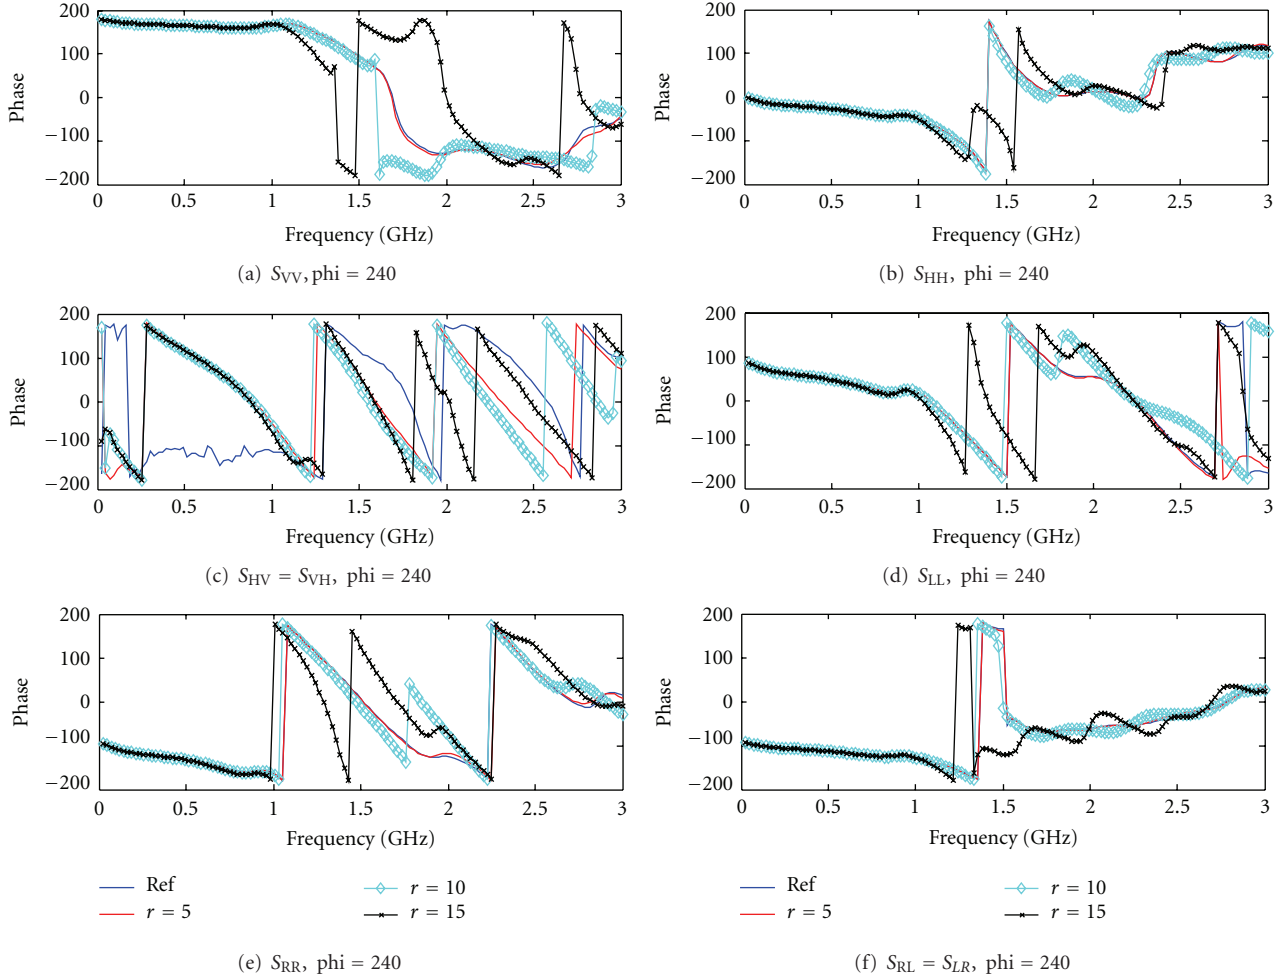 200
100
0
−100
−200
Phase
0 0.5 1 1.5 2 2.5 3
Frequency (GHz)
(a) SVV, phi = 240
200
100
0
−100
−200
Phase
0 0.5 1 1.5 2 2.5 3
Frequency (GHz)
(b) SHH, phi = 240
200
100
0
−100
−200
Phase
0 0.5 1 1.5 2 2.5 3
Frequency (GHz)
(c) SHV = SVH, phi = 240
200
100
0
−100
−200
Phase
0 0.5 1 1.5 2 2.5 3
Frequency (GHz)
(d) SLL, phi = 240
200
100
0
−100
−200
Phase
0 0.5 1 1.5 2 2.5 3
Frequency (GHz)
Ref
r = 5
r = 10
r = 15
(e) SRR, phi = 240
200
100
0
−100
−200
Phase
0 0.5 1 1.5 2 2.5 3
Frequency (GHz)
Ref
r = 5
r = 10
r = 15
(f) SRL = SLR, phi = 240